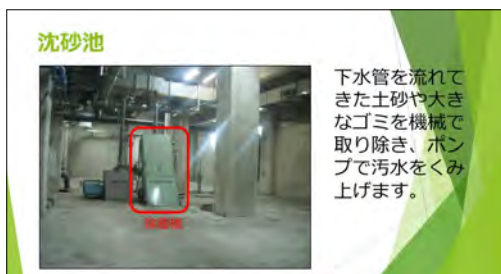 沈砂池
下水管を流れて
きた土砂や大き
なゴミを機械で
取り除き、ポン
プで汚水をくみ
上げます。